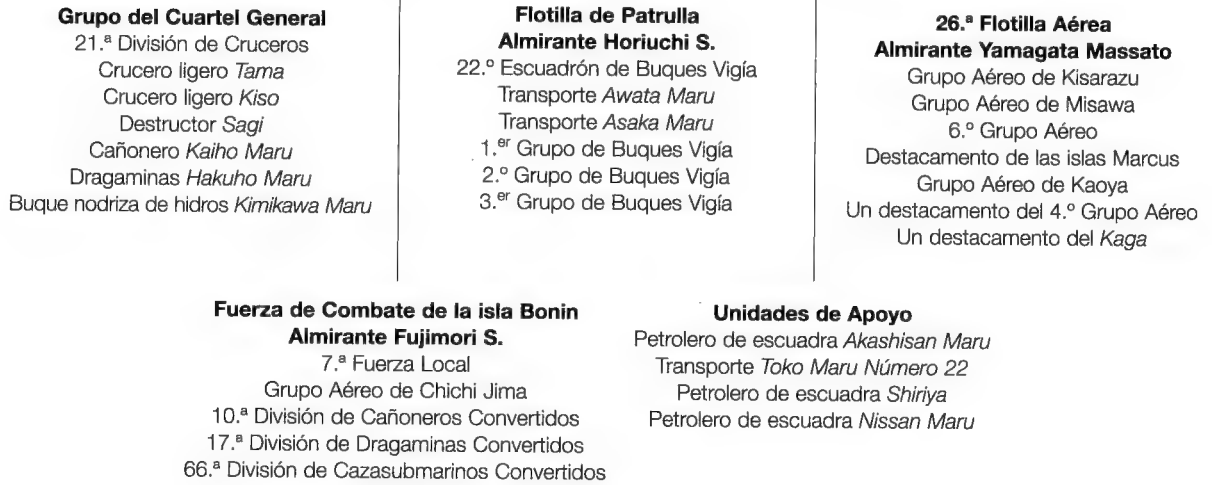 Grupo del Cuartel General
21.ª División de Cruceros
Crucero ligero Tama
Crucero ligero Kiso
Destructor Sagi
Cañonero Kaiho Maru
Dragaminas Hakuho Maru
Buque nodriza de hidros Kimikawa Maru
Flotilla de Patrulla
Almirante Horiuchi S.
22.º Escuadrón de Buques Vigía
Transporte Awata Maru
Transporte Asaka Maru
1.er Grupo de Buques Vigía
2.º Grupo de Buques Vigía
3.er Grupo de Buques Vigía
26.ª Flotilla Aérea
Almirante Yamagata Massato
Grupo Aéreo de Kisarazu
Grupo Aéreo de Misawa
6.º Grupo Aéreo
Destacamento de las islas Marcus
Grupo Aéreo de Kaoya
Un destacamento del 4.º Grupo Aéreo
Un destacamento del Kaga
Fuerza de Combate de la isla Bonin
Almirante Fujimori S.
7.ª Fuerza Local
Grupo Aéreo de Chichi Jima
10.ª División de Cañoneros Convertidos
17.ª División de Dragaminas Convertidos
66.ª División de Cazasubmarinos Convertidos
Unidades de Apoyo
Petrolero de escuadra Akashisan Maru
Transporte Toko Maru Número 22
Petrolero de escuadra Shiriya
Petrolero de escuadra Nissan Maru